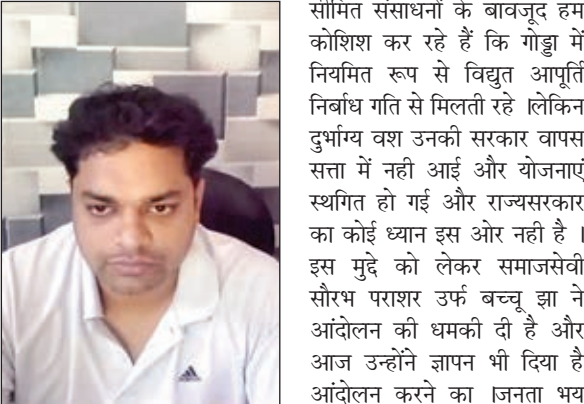 सीमित संसाधनों के बावजूद हम
कोशिश कर रहे हैं कि गोड्डा में
नियमित रूप से विद्युत आपूर्ति
निर्बाध गति से मिलती रहे ।लेकिन
दुर्भाग्य वश उनकी सरकार वापस
सत्ता में नही आई और योजनाएं
स्थगित हो गई और राज्यसरकार
का कोई ध्यान इस ओर नही है ।
इस मुद्दे को लेकर समाजसेवी
सौरभ पराशर उर्फ बच्चू झा ने
आंदोलन की धमकी दी है और
आज उन्होंने ज्ञापन भी दिया है
आंदोलन करने का ।जनता भय